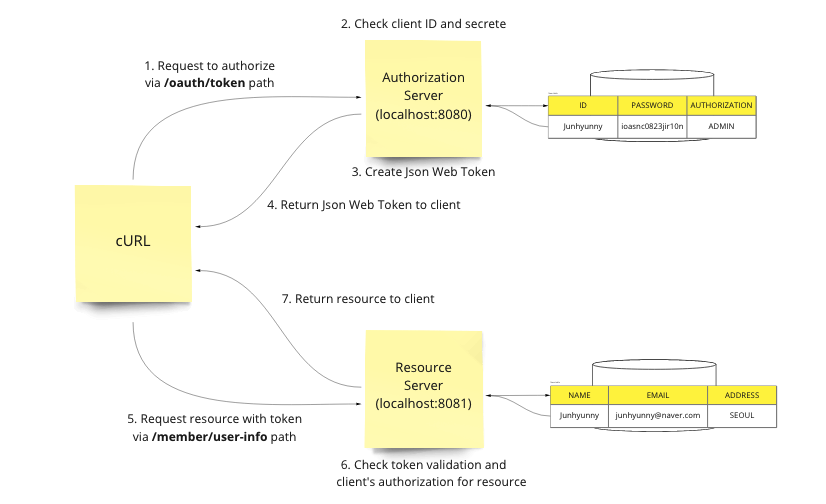 2. Check client ID and secrete
1. Request to authorize
via /oauth/token path
Authorization
Server
(localhost:8080)
ID PASSWORD AUTHORIZATION
Junhyunny ioasnc0823jir10n ADMIN
3. Create Json Web Token
4. Return Json Web Token to client
cURL
7. Return resource to client
Resource
Server
(localhost:8081)
NAME EMAIL ADDRESS
Junhyunny junhyunny@naver.com SEOUL
5. Request resource with token
via /member/user-info path
6. Check token validation and
client's authorization for resource